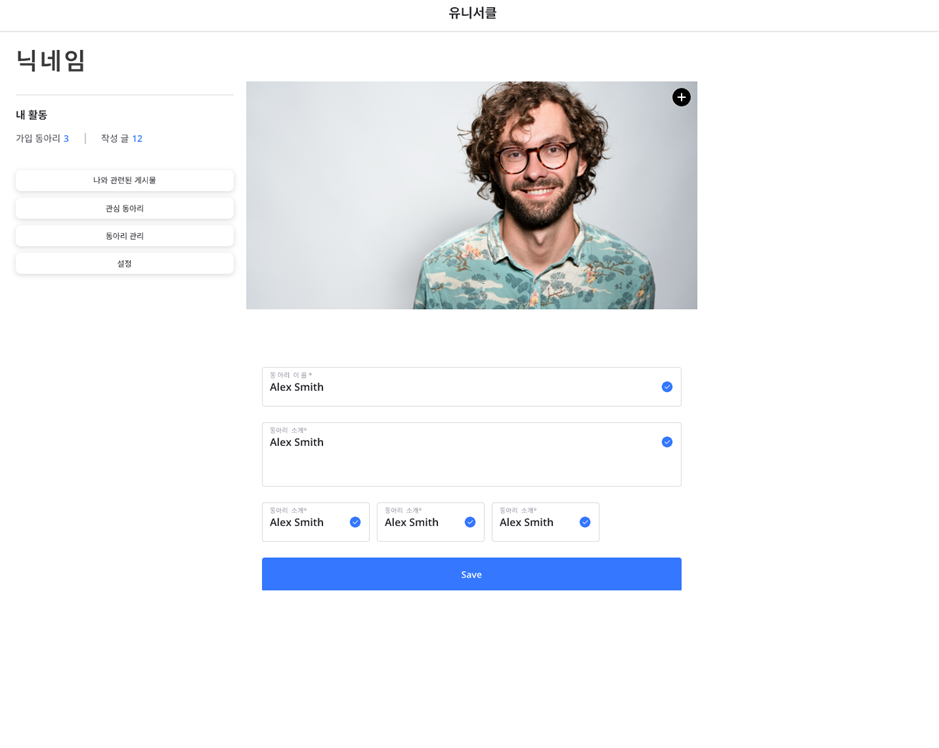 유니서클
닉네임
내 활동
가입 동아리 3 | 작성 글 12
나와 관련된 게시물
관심 동아리
동아리 관리
설정
동아리 이름*
Alex Smith
동아리 소개*
Alex Smith
동아리 소개* 동아리 소개* 동아리 소개*
Alex Smith Alex Smith Alex Smith
Save